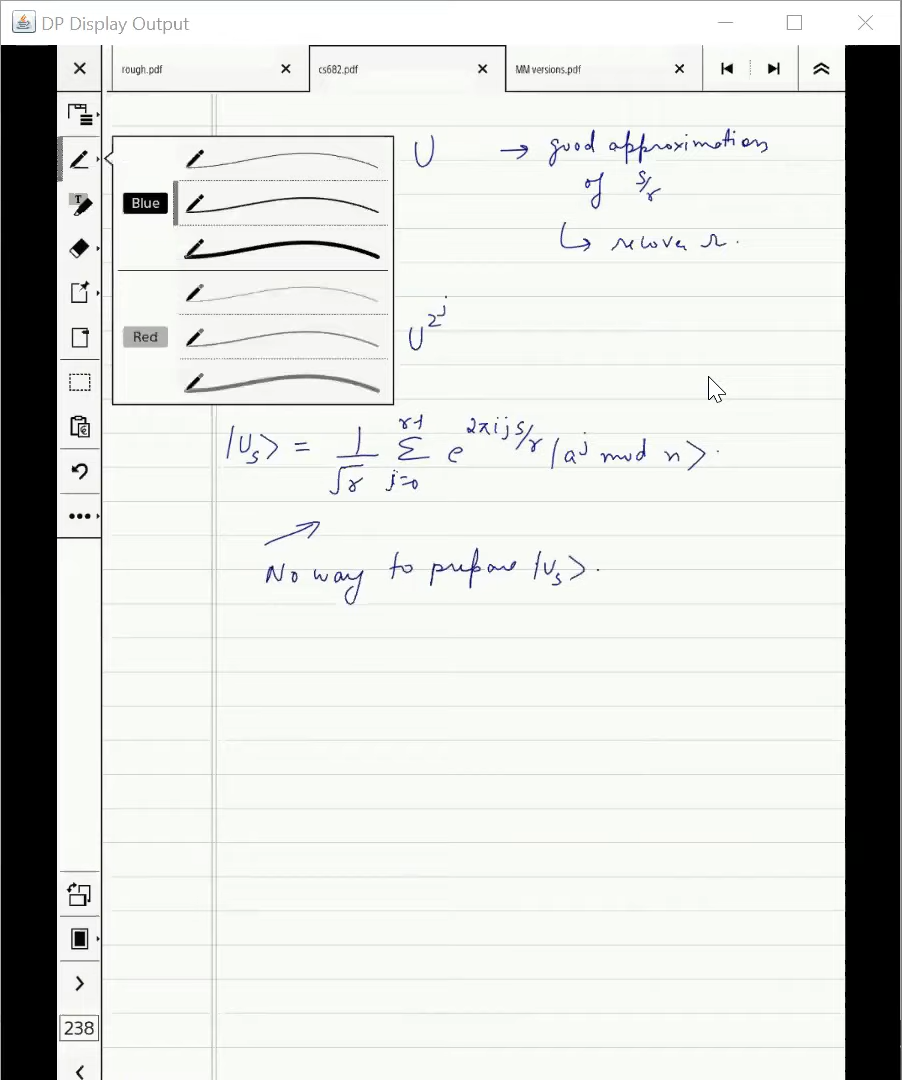 DP Display Output
rough.pdf
cs682.pdf
MM versions.pdf
U → good approximation
of s/r
↳ recover r.
Blue
Red
U^{2^j}
|U_s⟩ = 1/√r Σ_{j=0}^{r-1} e^{2πijs/r} |a^j mod n⟩.
No way to prepare |U_s⟩.
238